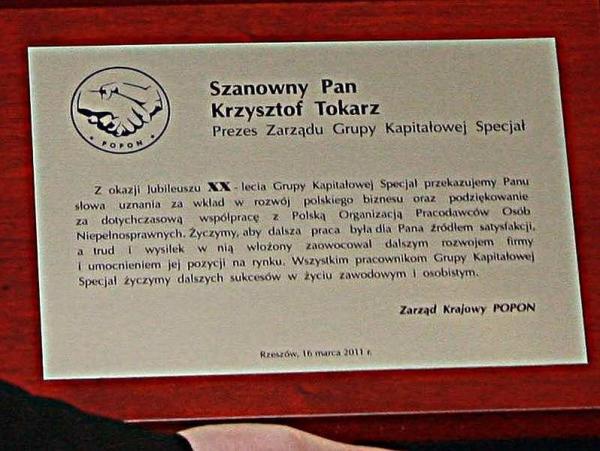 POPON
Szanowny Pan
Krzysztof Tokarz
Prezes Zarządu Grupy Kapitałowej Specjał
Z okazji Jubileuszu XX - lecia Grupy Kapitałowej Specjał przekazujemy Panu
słowa uznania za wkład w rozwój polskiego biznesu oraz podziękowanie
za dotychczasową współpracę z Polską Organizacją Pracodawców Osób
Niepełnosprawnych. Życzymy, aby dalsza praca była dla Pana źródłem satysfakcji,
a trud i wysiłek w nią włożony zaowocował dalszym rozwojem firmy
i umocnieniem jej pozycji na rynku. Wszystkim pracownikom Grupy Kapitałowej
Specjał życzymy dalszych sukcesów w życiu zawodowym i osobistym.
Zarząd Krajowy POPON
Rzeszów, 16 marca 2011 r.